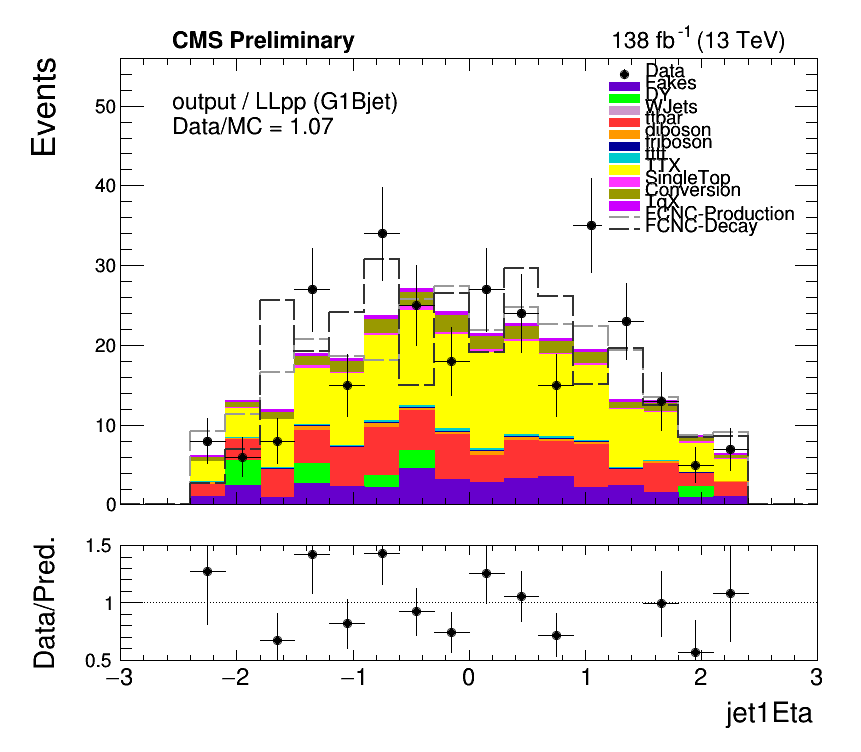 CMS Preliminary
138 fb-1 (13 TeV)
Events
output / LLpp (G1Bjet)
Data/MC = 1.07
Data
Fakes
DY
WJets
ttbar
diboson
triboson
tttt
TTX
SingleTop
Conversion
TqX
FCNC-Production
FCNC-Decay
50
40
30
20
10
0
Data/Pred.
1.5
1
0.5
−3 −2 −1 0 1 2 3
jet1Eta